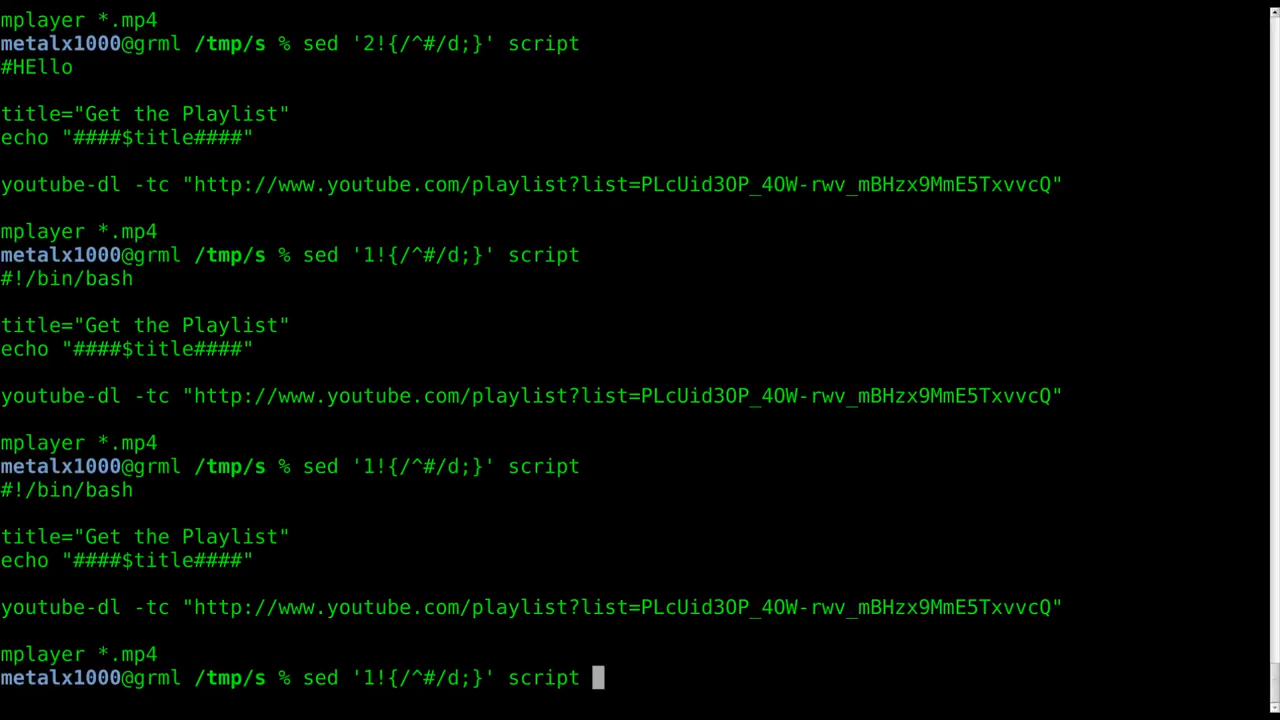 mplayer *.mp4
metalx1000@grml /tmp/s % sed '2!{/^#/d;}' script
#HEllo
title="Get the Playlist"
echo "####$title####"
youtube-dl -tc "http://www.youtube.com/playlist?list=PLcUid3OP_4OW-rwv_mBHzx9MmE5TxvvcQ"
mplayer *.mp4
metalx1000@grml /tmp/s % sed '1!{/^#/d;}' script
#!/bin/bash
title="Get the Playlist"
echo "####$title####"
youtube-dl -tc "http://www.youtube.com/playlist?list=PLcUid3OP_4OW-rwv_mBHzx9MmE5TxvvcQ"
mplayer *.mp4
metalx1000@grml /tmp/s % sed '1!{/^#/d;}' script
#!/bin/bash
title="Get the Playlist"
echo "####$title####"
youtube-dl -tc "http://www.youtube.com/playlist?list=PLcUid3OP_4OW-rwv_mBHzx9MmE5TxvvcQ"
mplayer *.mp4
metalx1000@grml /tmp/s % sed '1!{/^#/d;}' script